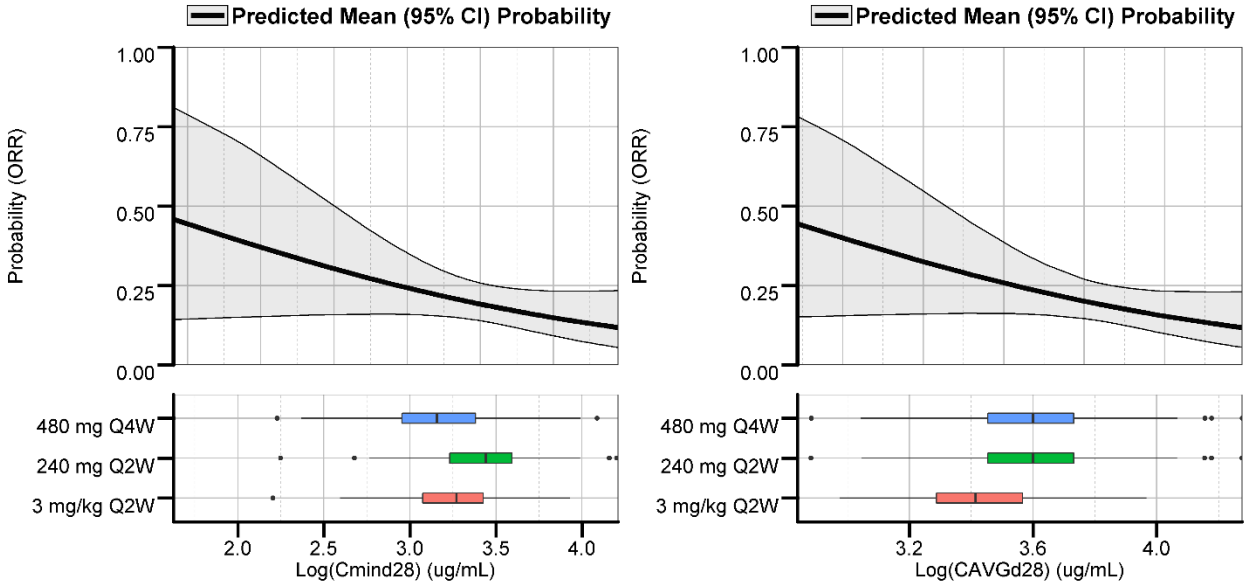 Predicted Mean (95% CI) Probability
Probability (ORR)
1.00
0.75
0.50
0.25
0.00
480 mg Q4W
240 mg Q2W
3 mg/kg Q2W
2.0 2.5 3.0 3.5 4.0
Log(Cmind28) (ug/mL)
Predicted Mean (95% CI) Probability
Probability (ORR)
1.00
0.75
0.50
0.25
0.00
480 mg Q4W
240 mg Q2W
3 mg/kg Q2W
3.2 3.6 4.0
Log(CAVGd28) (ug/mL)